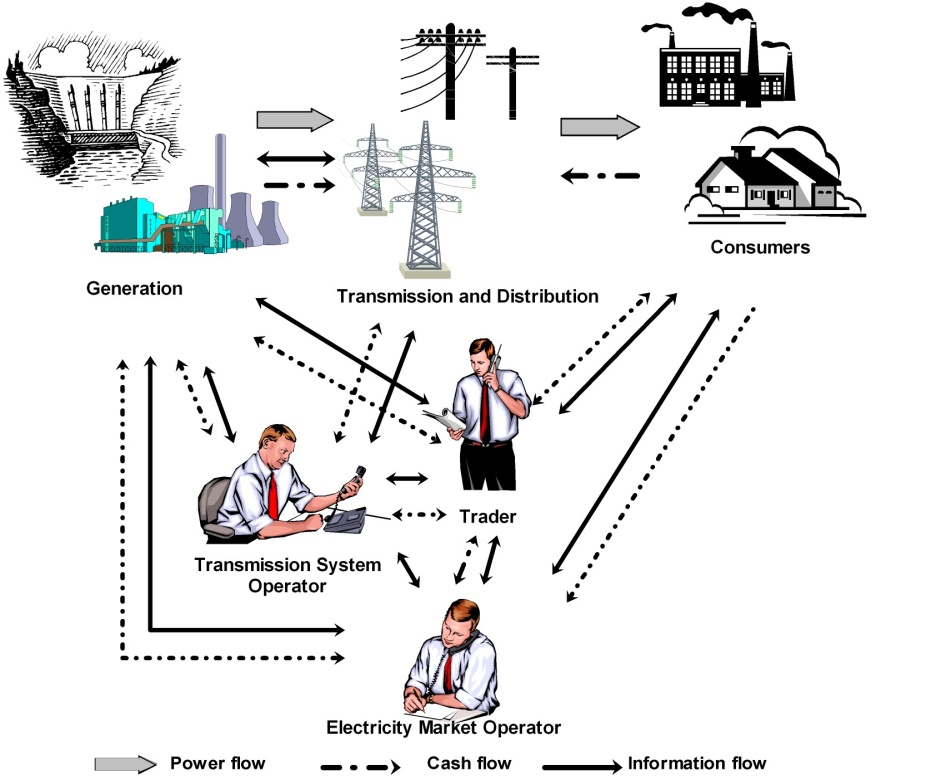 Consumers
Generation
Transmission and Distribution
Trader
Transmission System
Operator
Electricity Market Operator
Power flow
Cash flow
Information flow